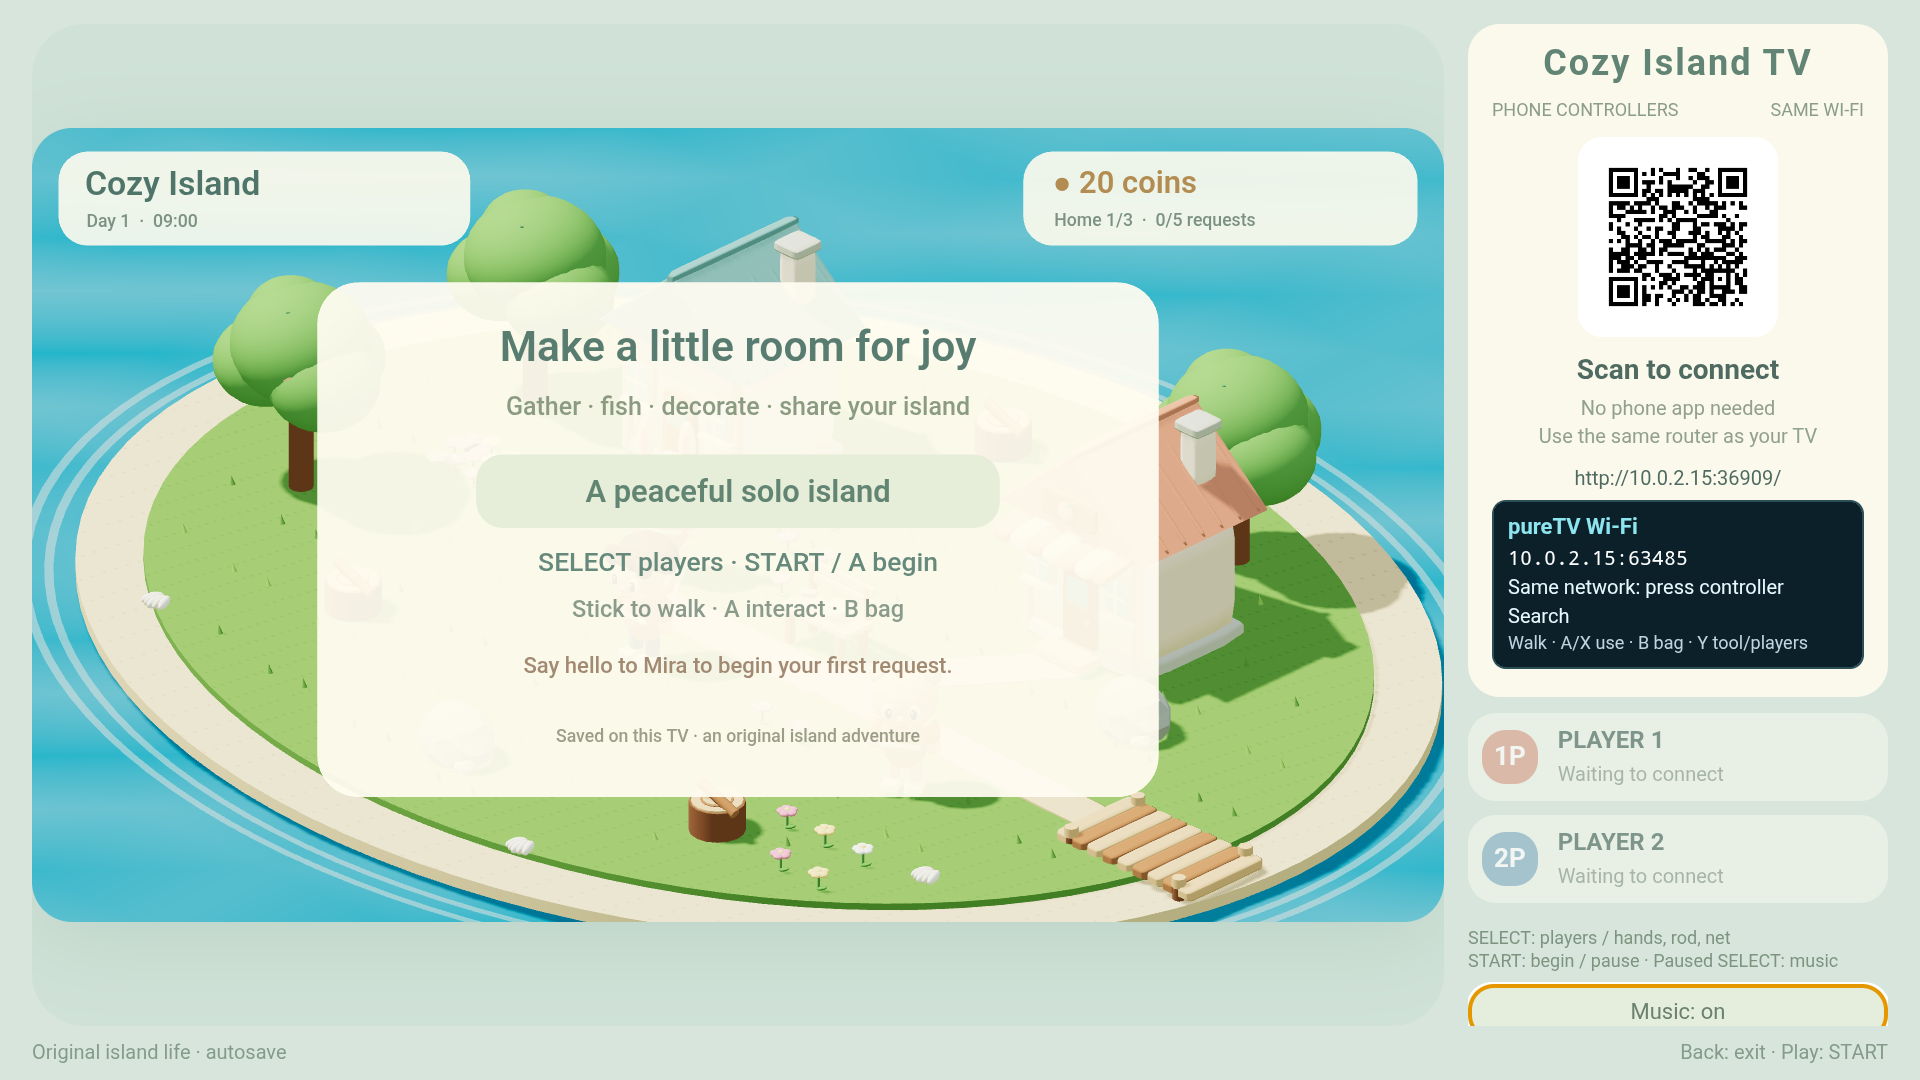 Cozy Island
Day 1 · 09:00
20 coins
Home 1/3 · 0/5 requests
Make a little room for joy
Gather · fish · decorate · share your island
A peaceful solo island
SELECT players · START / A begin
Stick to walk · A interact · B bag
Say hello to Mira to begin your first request.
Saved on this TV · an original island adventure
Cozy Island TV
PHONE CONTROLLERS SAME WI-FI
Scan to connect
No phone app needed
Use the same router as your TV
http://10.0.2.15:36909/
pureTV Wi-Fi
10.0.2.15:63485
Same network: press controller
Search
Walk · A/X use · B bag · Y tool/players
1P PLAYER 1
Waiting to connect
2P PLAYER 2
Waiting to connect
SELECT: players / hands, rod, net
START: begin / pause · Paused SELECT: music
Music: on
Original island life · autosave
Back: exit · Play: START